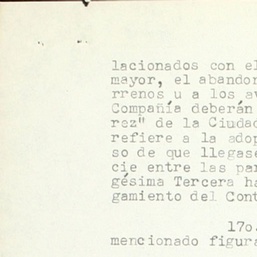 lacionados con el
mayor, el abandon
rrenos u a los av
Compañía deberán
rez" de la Ciudad
refiere a la adop
so de que llegase
cie entre las par
gésima Tercera ha
gamiento del Cont
17o.
mencionado figura